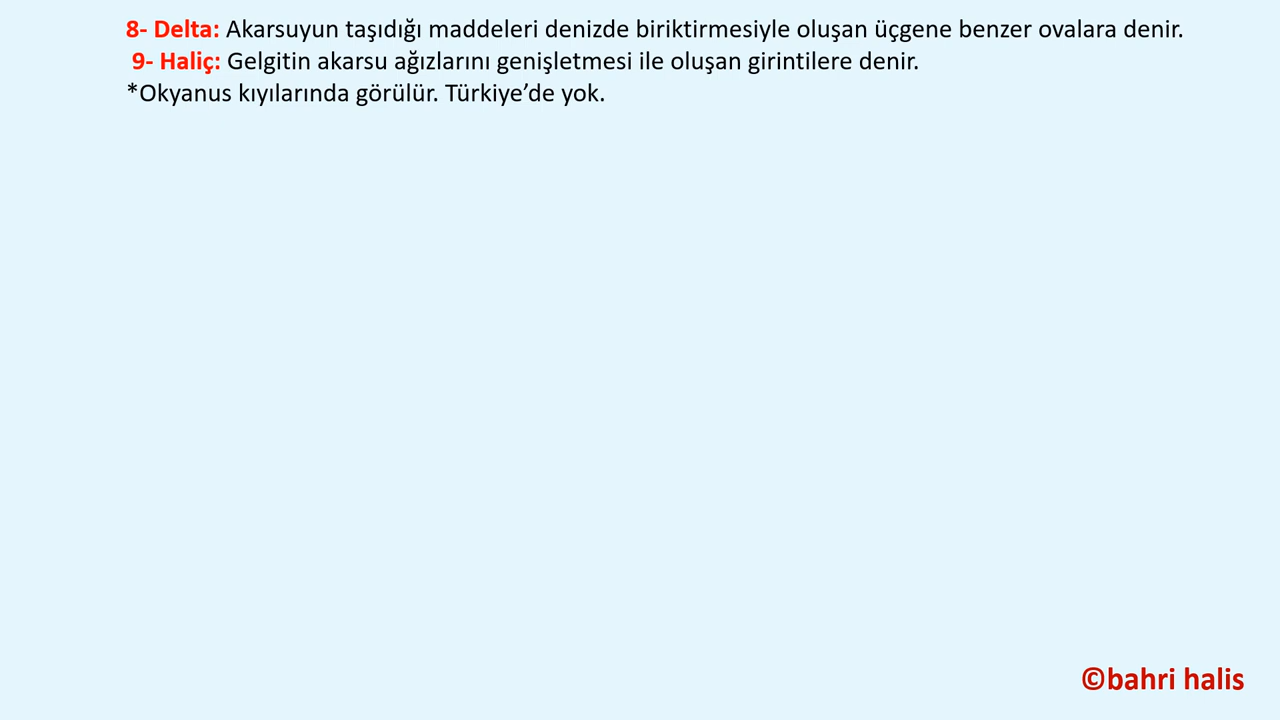 8- Delta: Akarsuyun taşıdığı maddeleri denizde biriktirmesiyle oluşan üçgene benzer ovalara denir.
9- Haliç: Gelgitin akarsu ağızlarını genişletmesi ile oluşan girintilere denir.
*Okyanus kıyılarında görülür. Türkiye’de yok.
©bahri halis